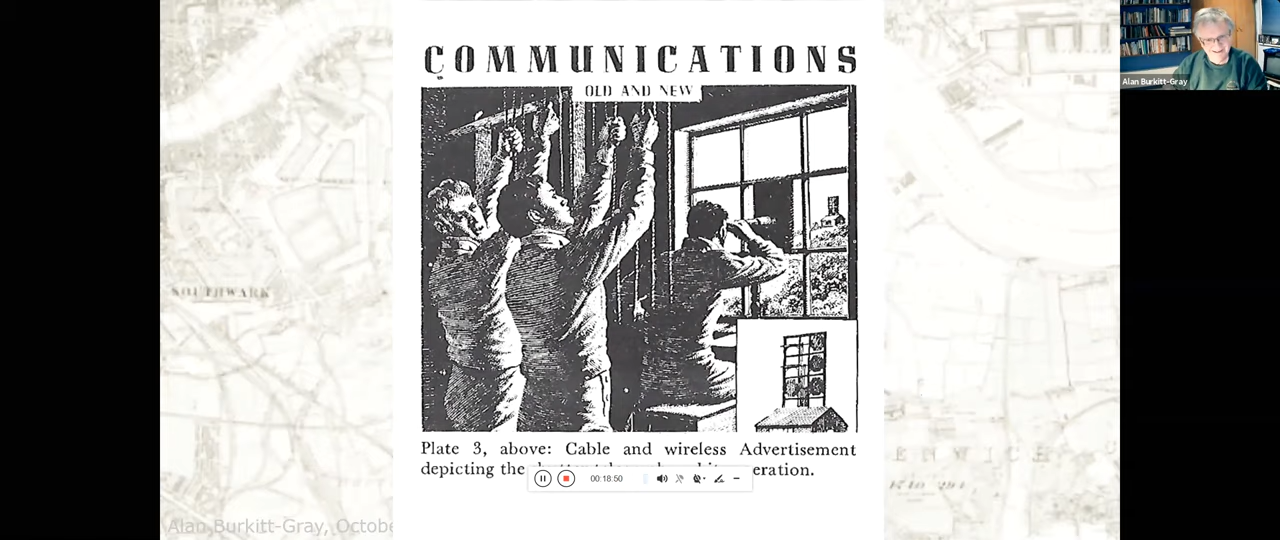 COMMUNICATIONS
OLD AND NEW
Alan Burkitt-Gray
SOUTHWARK
Plate 3, above: Cable and wireless Advertisement
depicting the
eration.
00:18:50
Alan Burkitt-Gray, Octobe